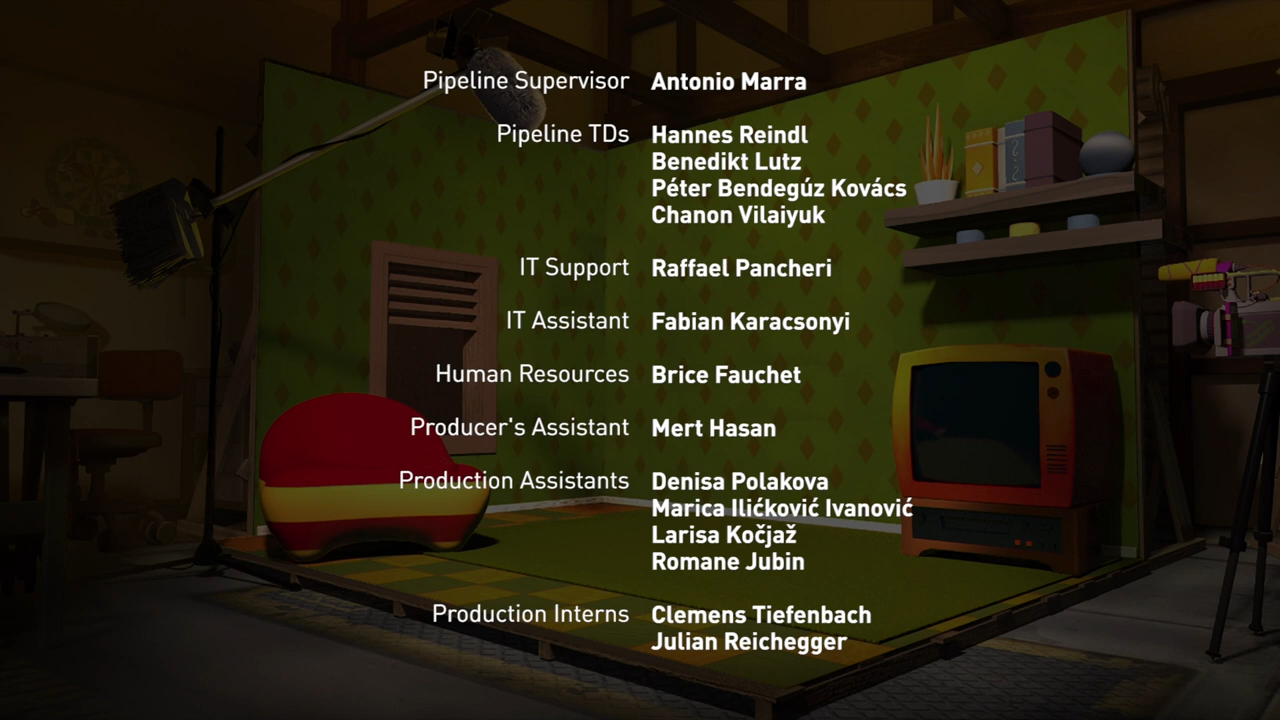 Pipeline Supervisor Antonio Marra
Pipeline TDs Hannes Reindl
Benedikt Lutz
Péter Bendegúz Kovács
Chanon Vilaiyuk
IT Support Raffael Pancheri
IT Assistant Fabian Karacsonyi
Human Resources Brice Fauchet
Producer's Assistant Mert Hasan
Production Assistants Denisa Polakova
Marica Ilićković Ivanović
Larisa Kočjaž
Romane Jubin
Production Interns Clemens Tiefenbach
Julian Reichegger